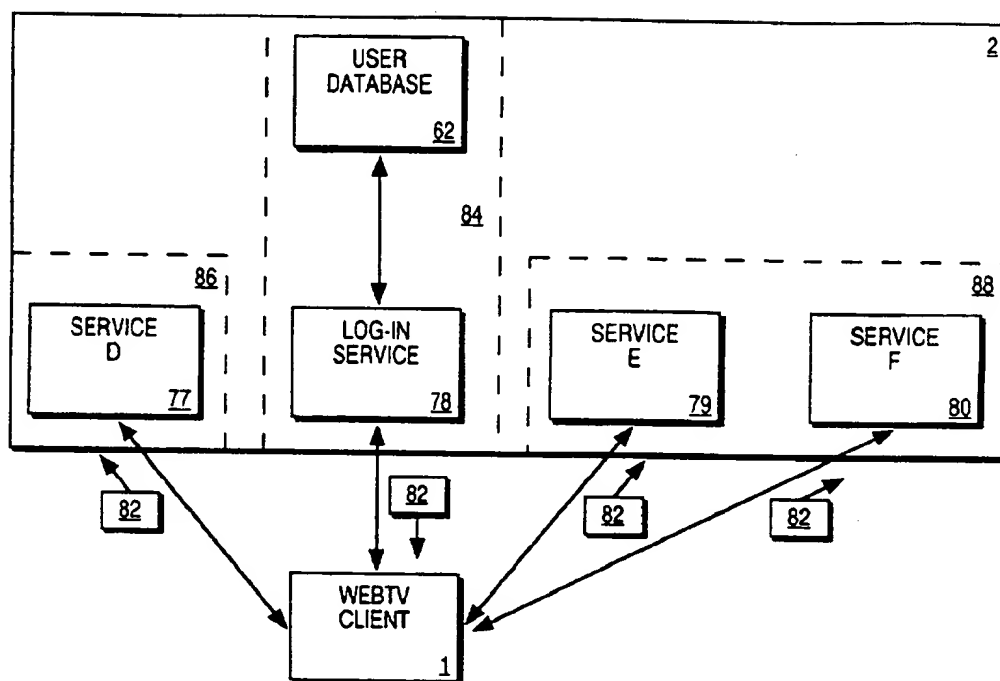 2
USER
DATABASE
62
84
86
88
SERVICE
D
77
LOG-IN
SERVICE
78
SERVICE
E
79
SERVICE
F
80
82
82
82
82
WEBTV
CLIENT
1